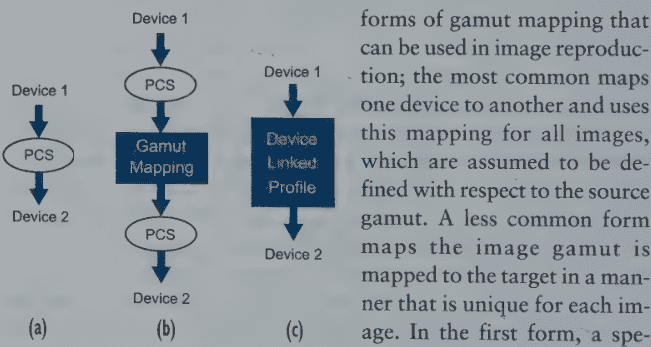 Device 1
PCS
Device 2
(a)
Device 1
PCS
Gamut
Mapping
PCS
Device 2
(b)
Device 1
Device
Linked
Profile
Device 2
(c)
forms of gamut mapping that
can be used in image reproduc-
tion; the most common maps
one device to another and uses
this mapping for all images,
which are assumed to be de-
fined with respect to the source
gamut. A less common form
maps the image gamut is
mapped to the target in a man-
ner that is unique for each im-
age. In the first form, a spe-